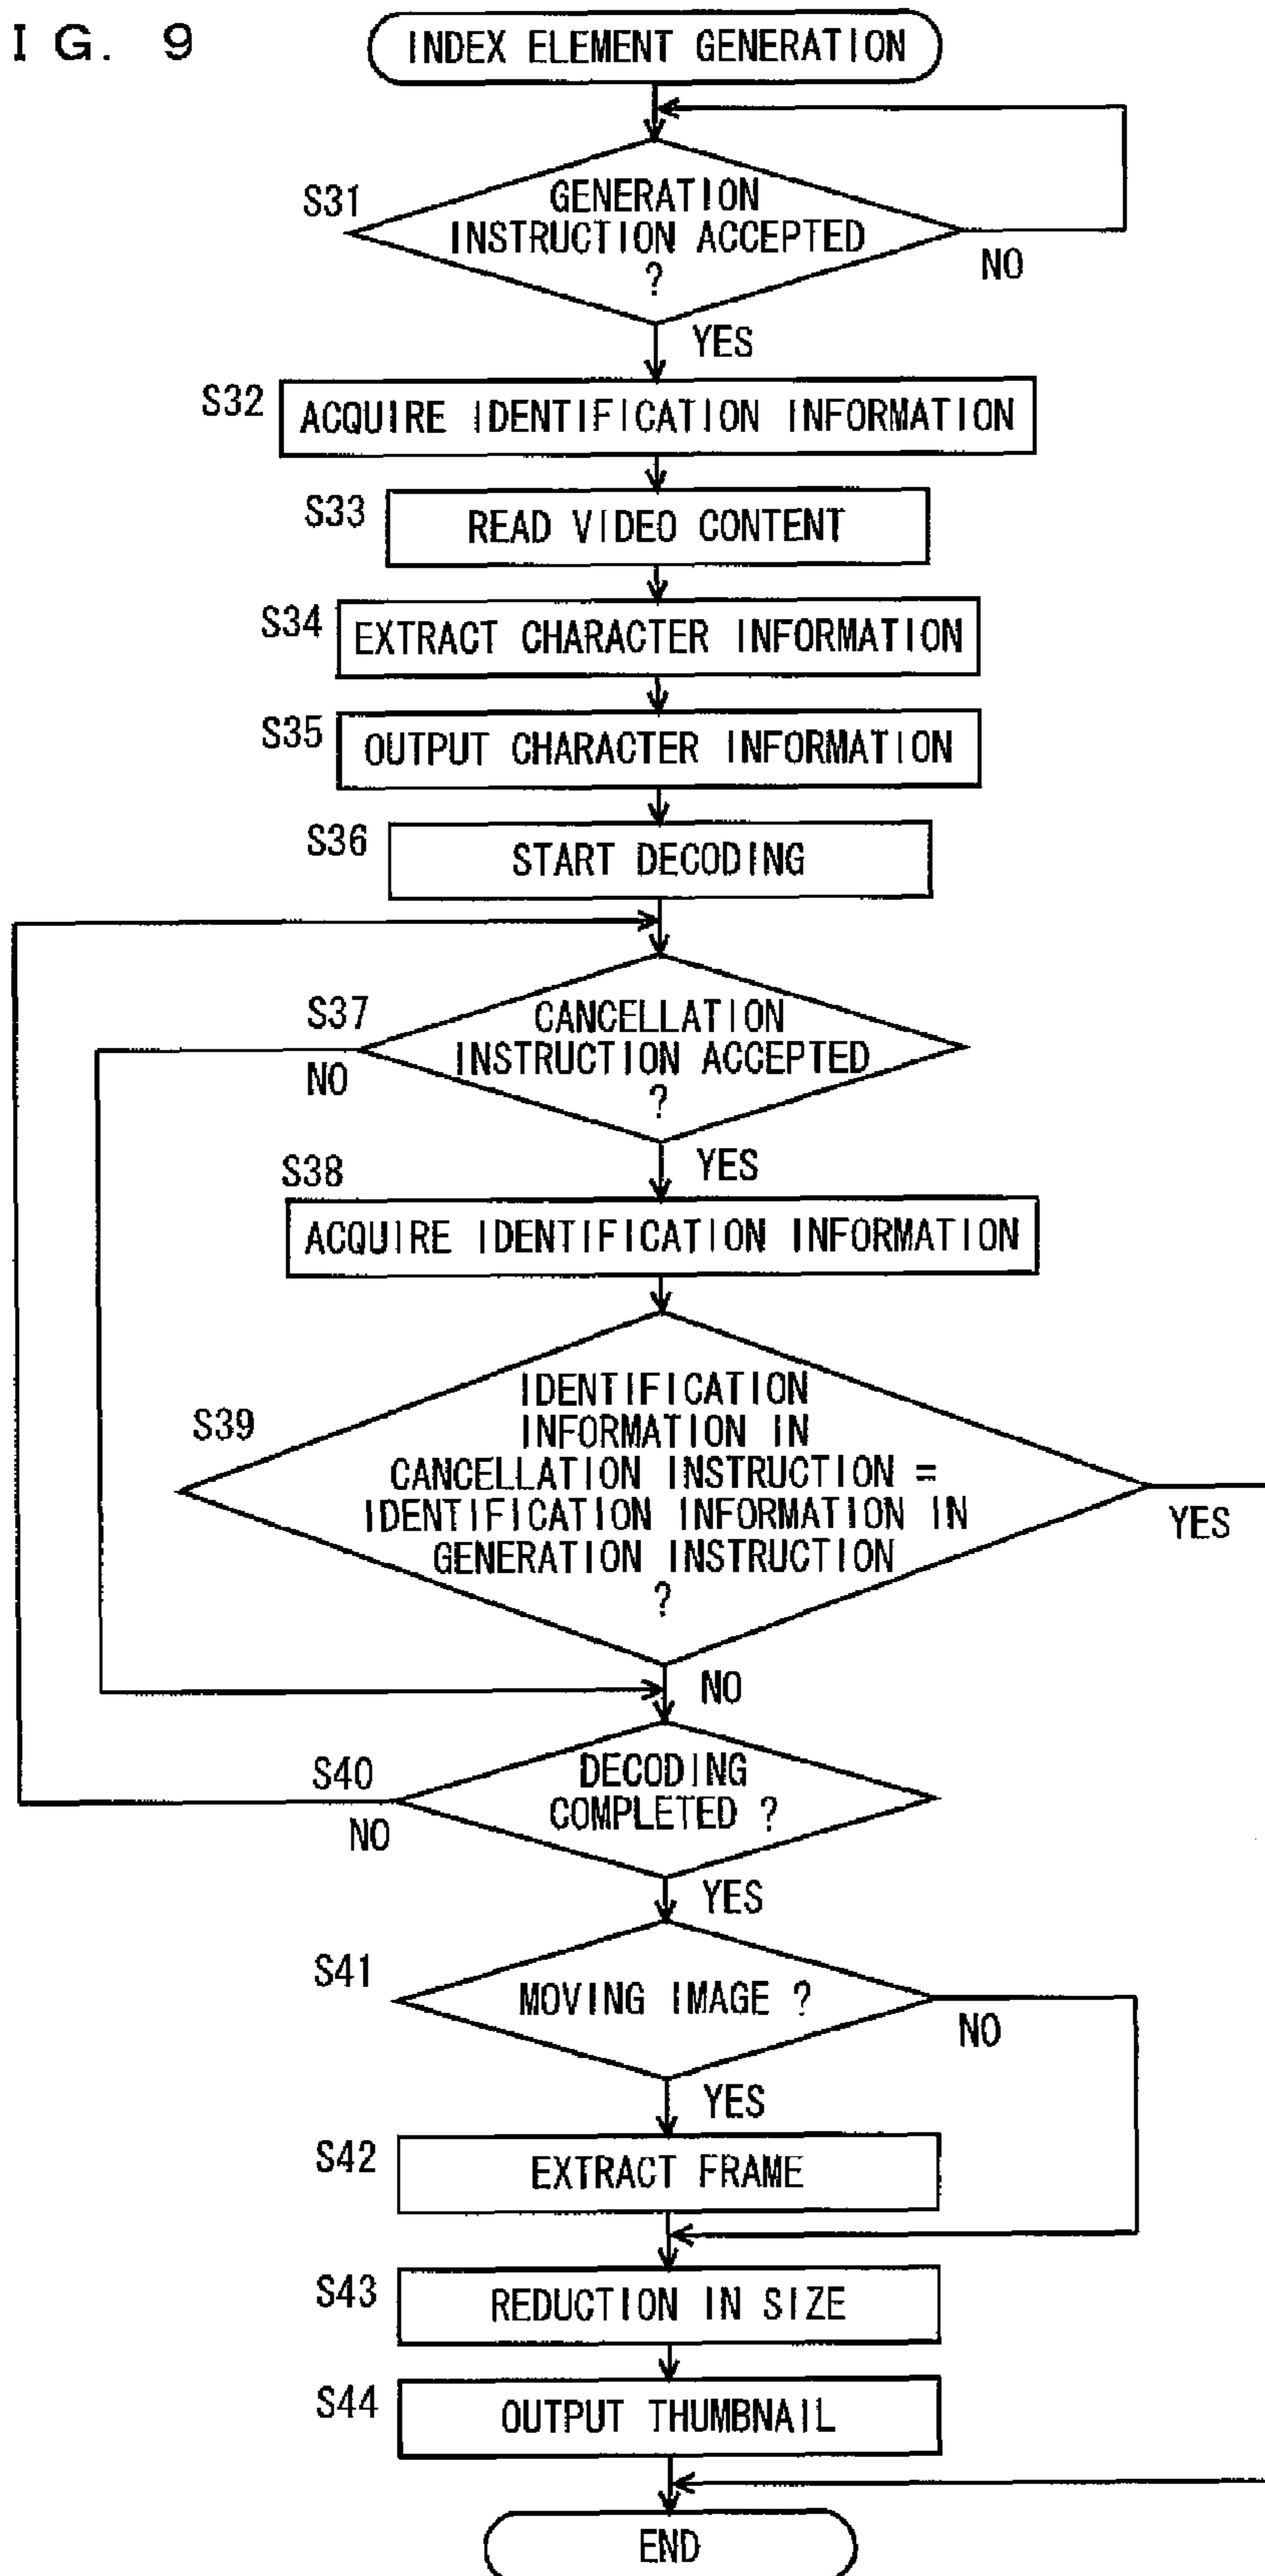 I G. 9
INDEX ELEMENT GENERATION
S31
GENERATION
INSTRUCTION ACCEPTED
?
NO
YES
S32
ACQUIRE IDENTIFICATION INFORMATION
S33
READ VIDEO CONTENT
S34
EXTRACT CHARACTER INFORMATION
S35
OUTPUT CHARACTER INFORMATION
S36
START DECODING
S37
CANCELLATION
INSTRUCTION ACCEPTED
?
NO
YES
S38
ACQUIRE IDENTIFICATION INFORMATION
S39
IDENTIFICATION
INFORMATION IN
CANCELLATION INSTRUCTION =
IDENTIFICATION INFORMATION IN
GENERATION INSTRUCTION
?
YES
NO
S40
DECODING
COMPLETED ?
NO
YES
S41
MOVING IMAGE ?
NO
YES
S42
EXTRACT FRAME
S43
REDUCTION IN SIZE
S44
OUTPUT THUMBNAIL
END